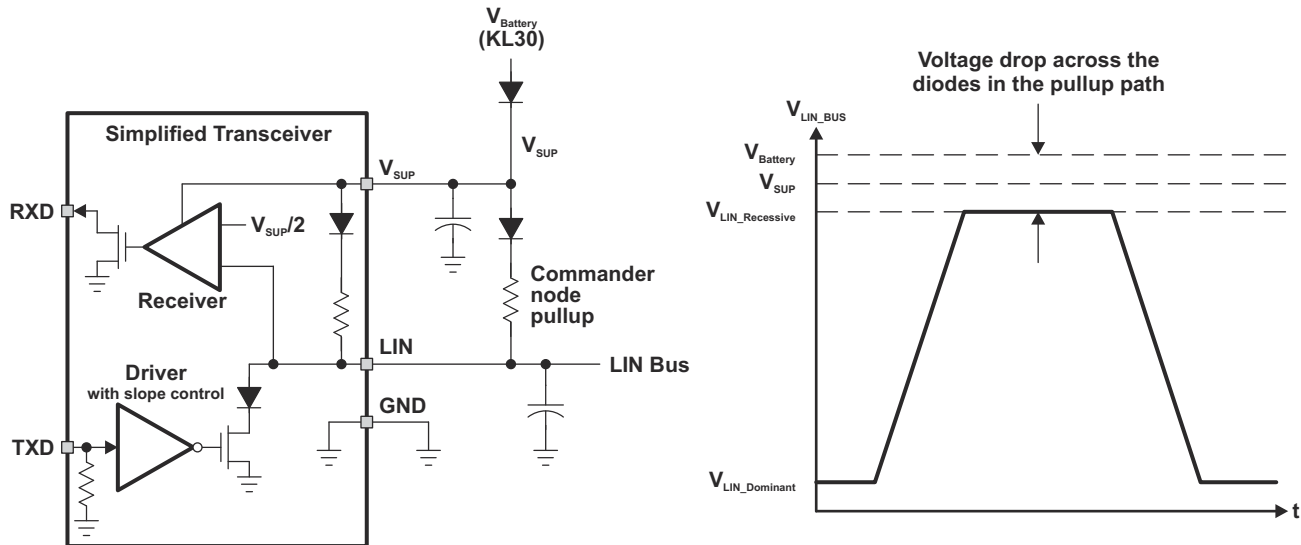 V_Battery
(KL30)
Simplified Transceiver
V_SUP
V_SUP
RXD
V_SUP/2
Receiver
Commander
node
pullup
LIN
LIN Bus
Driver
with slope control
GND
TXD
Voltage drop across the
diodes in the pullup path
V_LIN_BUS
V_Battery
V_SUP
V_LIN_Recessive
V_LIN_Dominant
t